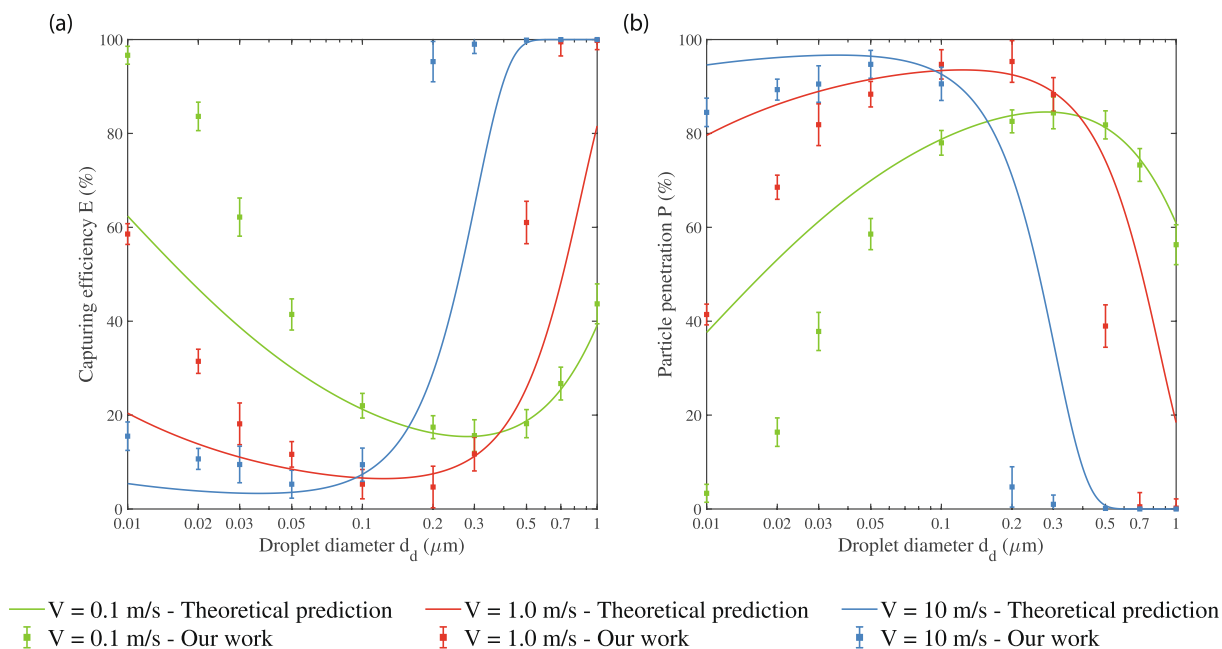 (a)
100
80
60
40
20
0
Capturing efficiency E (%)
0.01 0.02 0.03 0.05 0.1 0.2 0.3 0.5 0.7 1
Droplet diameter d_d (μm)
(b)
100
80
60
40
20
0
Particle penetration P (%)
0.01 0.02 0.03 0.05 0.1 0.2 0.3 0.5 0.7 1
Droplet diameter d_d (μm)
V = 0.1 m/s - Theoretical prediction V = 1.0 m/s - Theoretical prediction V = 10 m/s - Theoretical prediction
V = 0.1 m/s - Our work V = 1.0 m/s - Our work V = 10 m/s - Our work